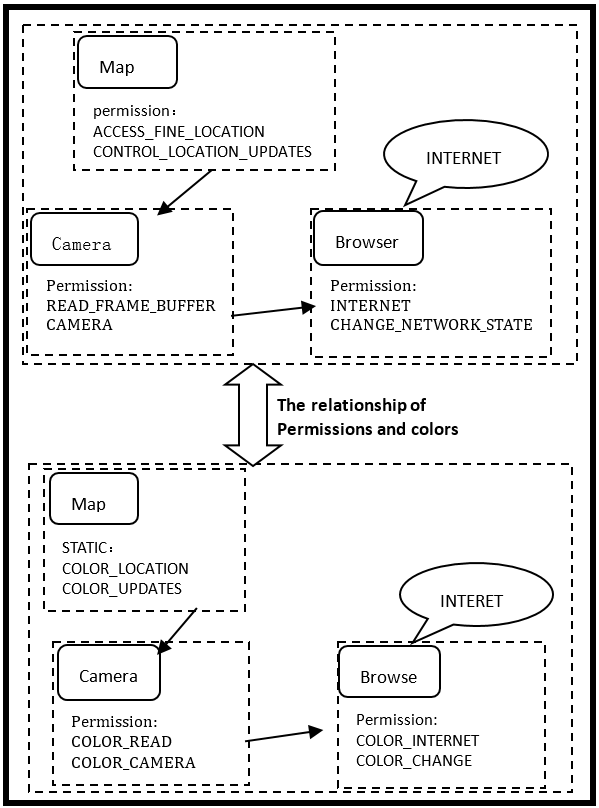 Map
permission：
ACCESS_FINE_LOCATION
CONTROL_LOCATION_UPDATES
INTERNET
Camera
Permission:
READ_FRAME_BUFFER
CAMERA
Browser
Permission:
INTERNET
CHANGE_NETWORK_STATE
The relationship of
Permissions and colors
Map
STATIC：
COLOR_LOCATION
COLOR_UPDATES
INTERET
Camera
Permission:
COLOR_READ
COLOR_CAMERA
Browse
Permission:
COLOR_INTERNET
COLOR_CHANGE